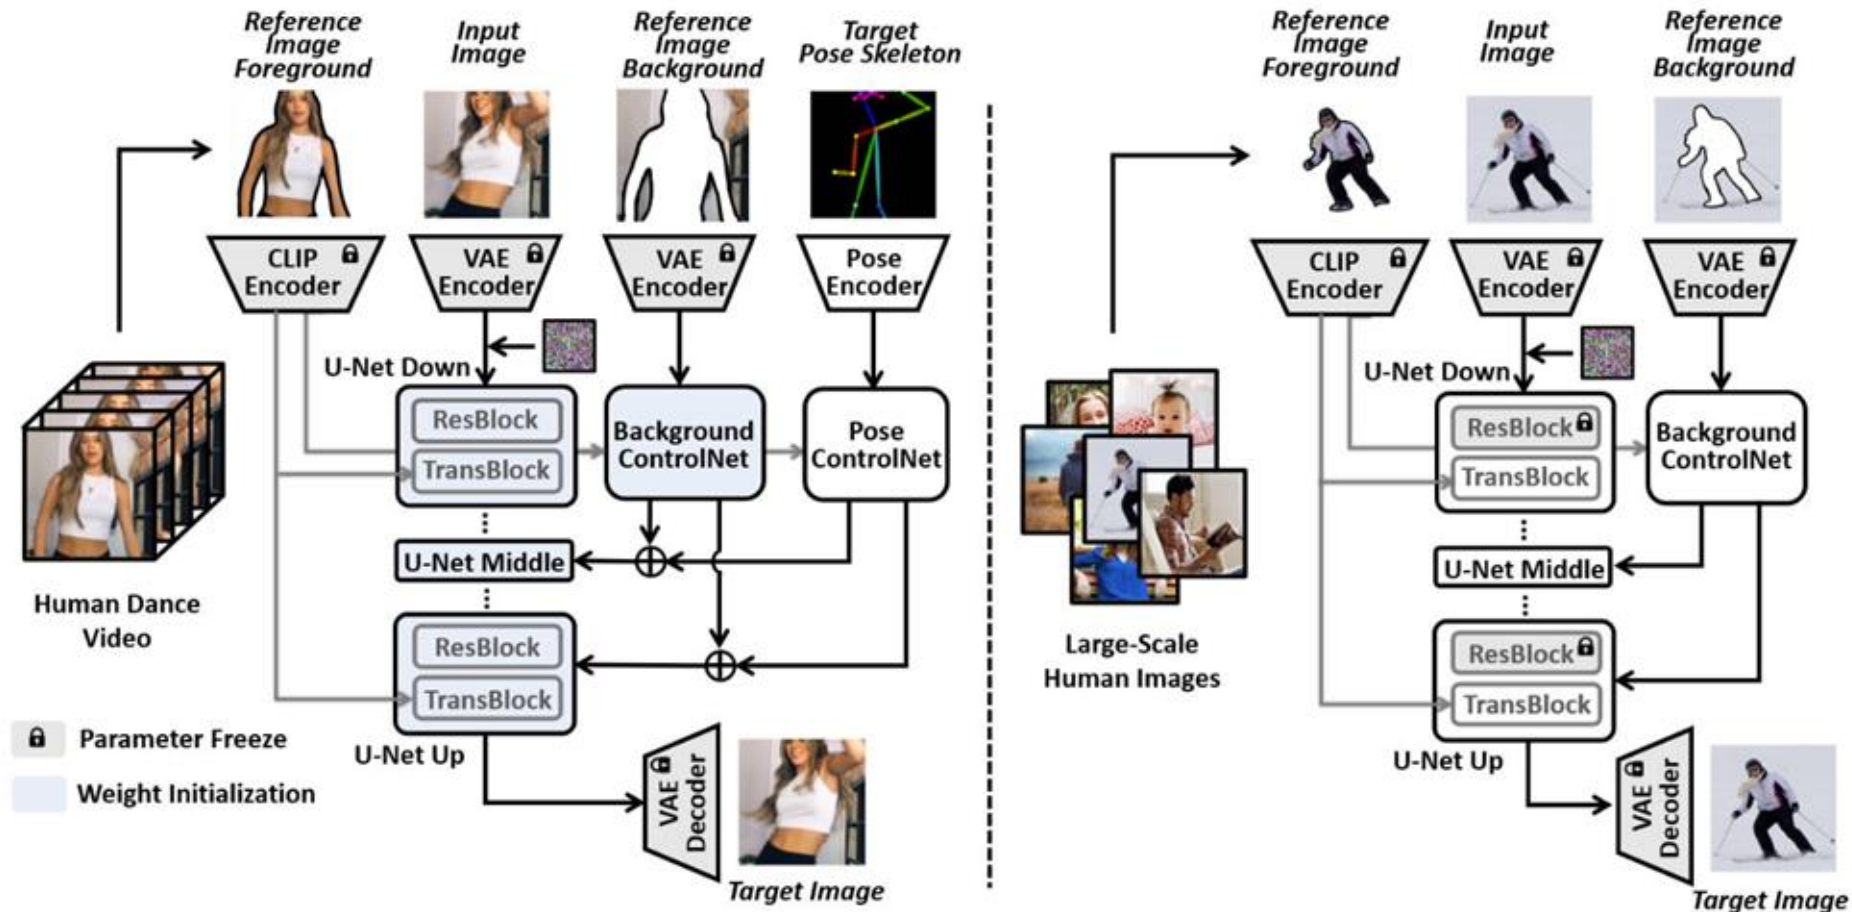 Reference
Image
Foreground
Input
Image
Reference
Image
Background
Target
Pose Skeleton
CLIP
Encoder
VAE
Encoder
VAE
Encoder
Pose
Encoder
U-Net Down
ResBlock
TransBlock
Background
ControlNet
Pose
ControlNet
U-Net Middle
ResBlock
TransBlock
U-Net Up
Human Dance
Video
Parameter Freeze
Weight Initialization
VAE
Decoder
Target Image
Reference
Image
Foreground
Input
Image
Reference
Image
Background
CLIP
Encoder
VAE
Encoder
VAE
Encoder
U-Net Down
ResBlock
TransBlock
Background
ControlNet
U-Net Middle
ResBlock
TransBlock
U-Net Up
Large-Scale
Human Images
VAE
Decoder
Target Image